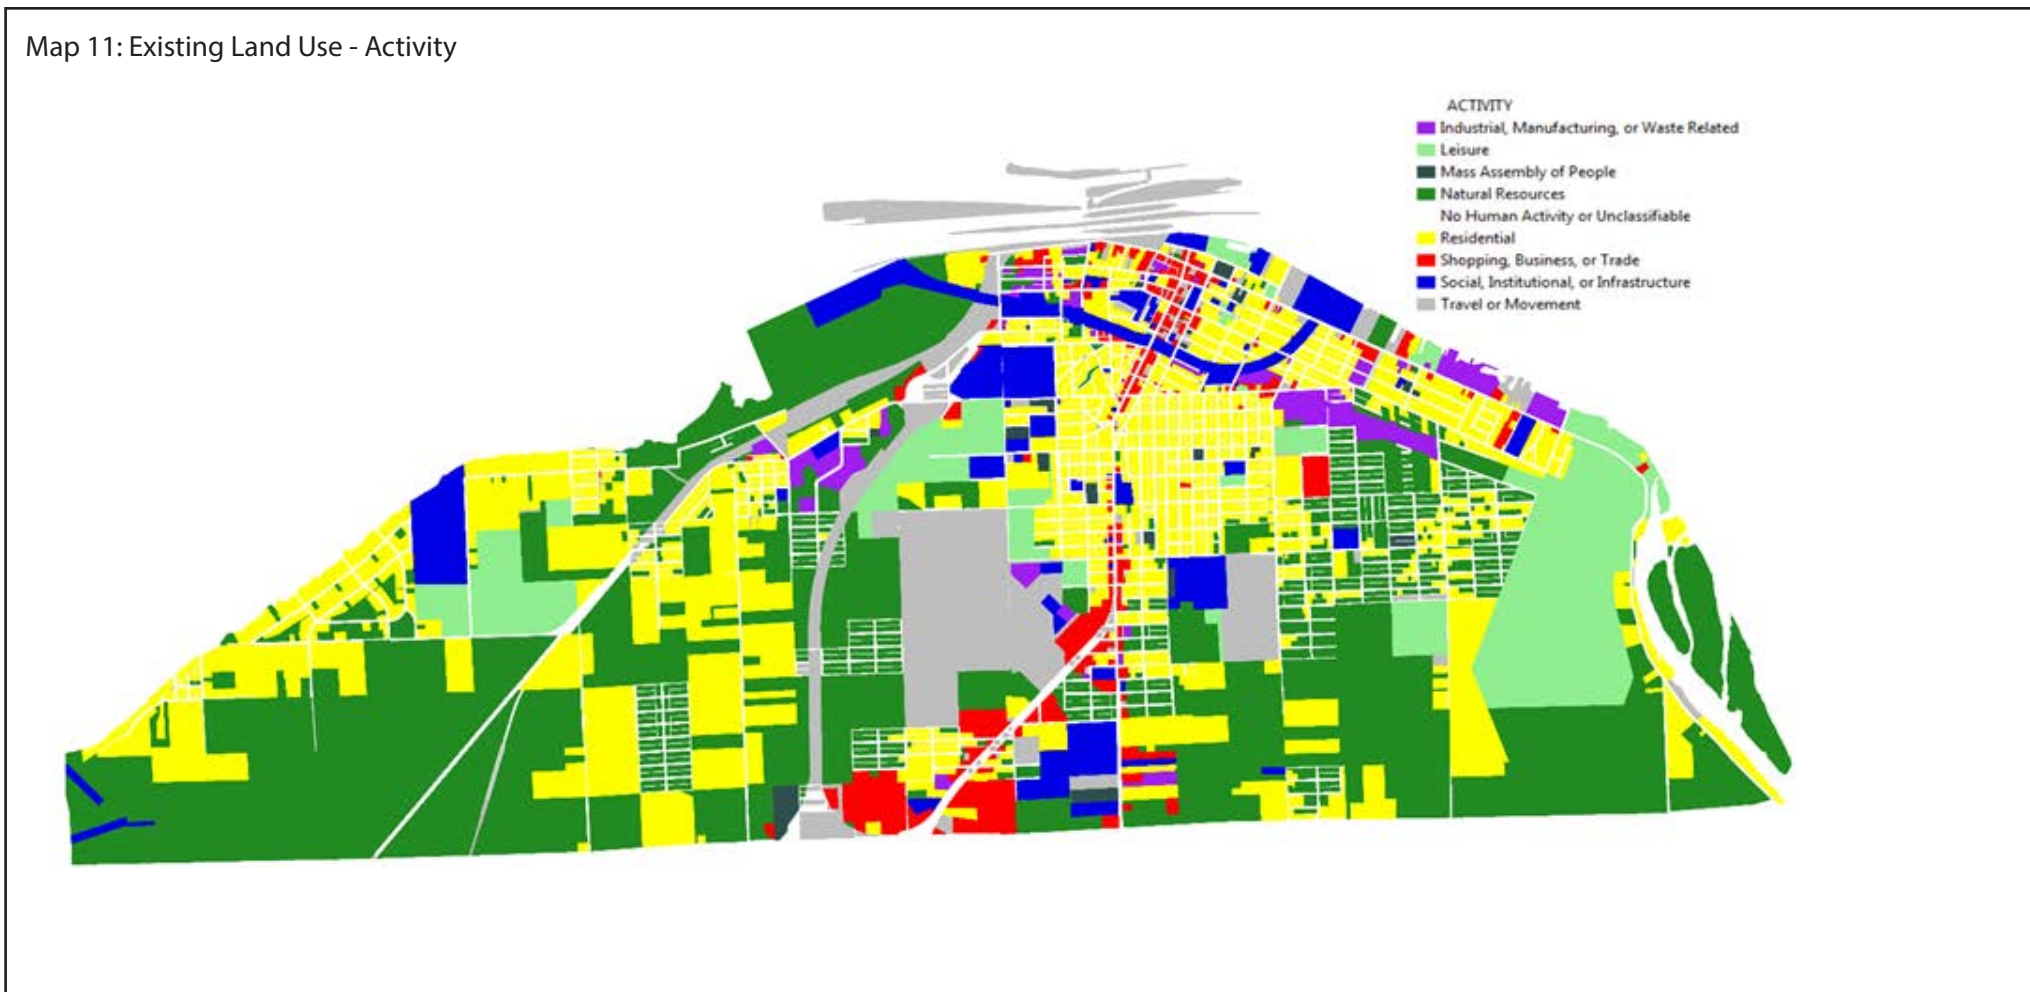 Map 11: Existing Land Use - Activity
ACTIVITY
Industrial, Manufacturing, or Waste Related
Leisure
Mass Assembly of People
Natural Resources
No Human Activity or Unclassifiable
Residential
Shopping, Business, or Trade
Social, Institutional, or Infrastructure
Travel or Movement